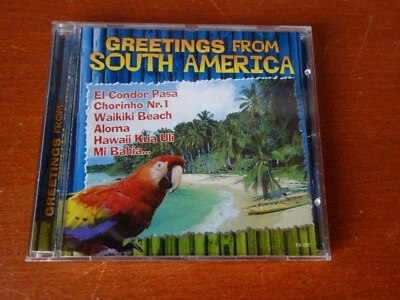 GREETINGS FROM
SOUTH AMERICA
El Condor Pasa
Chorinho Nr.1
Waikiki Beach
Aloma
Hawaii Kua Uli
Mi Bahia...
GREETINGS FROM